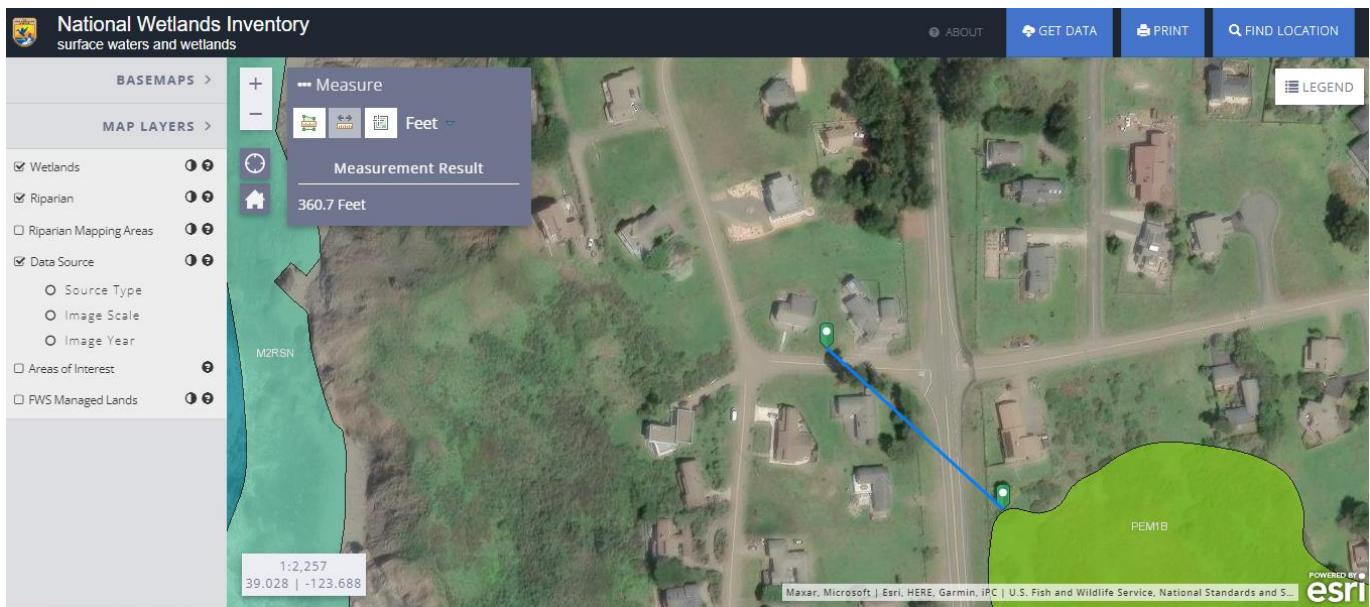 National Wetlands Inventory
surface waters and wetlands
ABOUT
GET DATA
PRINT
FIND LOCATION
BASEMAPS >
MAP LAYERS >
Wetlands
Riparian
Riparian Mapping Areas
Data Source
Source Type
Image Scale
Image Year
Areas of Interest
FWS Managed Lands
+
−
Measure
Feet
Measurement Result
360.7 Feet
LEGEND
M2RSN
PEM1B
1:2,257
39.028 | -123.688
Maxar, Microsoft | Esri, HERE, Garmin, iPC | U.S. Fish and Wildlife Service, National Standards and S...
POWERED BY
esri